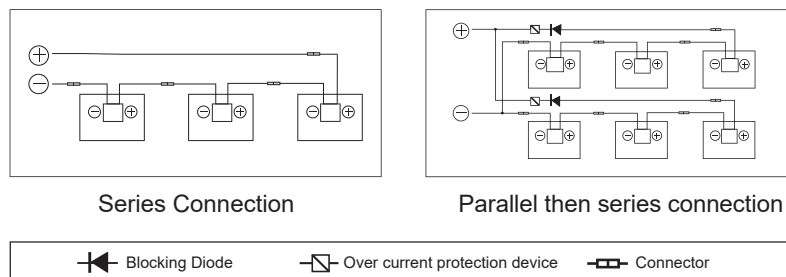 Series Connection
Parallel then series connection
Blocking Diode
Over current protection device
Connector